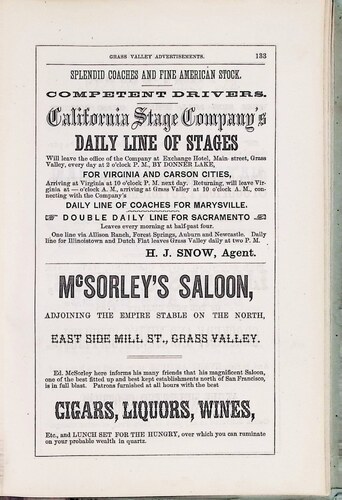 GRASS VALLEY ADVERTISEMENTS. 133
SPLENDID COACHES AND FINE AMERICAN STOCK.
COMPETENT DRIVERS.
California Stage Company's
DAILY LINE OF STAGES
Will leave the office of the Company at Exchange Hotel, Main street, Grass
Valley, every day at 2 o'clock P. M., BY DONNER LAKE,
FOR VIRGINIA AND CARSON CITIES,
Arriving at Virginia at 10 o'clock P. M. next day. Returning, will leave Vir-
ginia at — o'clock A. M., arriving at Grass Valley at 10 o'clock A. M., con-
necting with the Company's
DAILY LINE OF COACHES FOR MARYSVILLE.
DOUBLE DAILY LINE FOR SACRAMENTO
Leaves every morning at half-past four.
One line via Allison Ranch, Forest Springs, Auburn and Newcastle. Daily
line for Illinoistown and Dutch Flat leaves Grass Valley daily at two P. M.
H. J. SNOW, Agent.
McSORLEY'S SALOON,
ADJOINING THE EMPIRE STABLE ON THE NORTH,
EAST SIDE MILL ST., GRASS VALLEY.
Ed. McSorley here informs his many friends that his magnificent Saloon,
one of the best fitted up and best kept establishments north of San Francisco,
is in full blast. Patrons furnished at all hours with the best
CIGARS, LIQUORS, WINES,
Etc., and LUNCH SET FOR THE HUNGRY, over which you can ruminate
on your probable wealth in quartz.